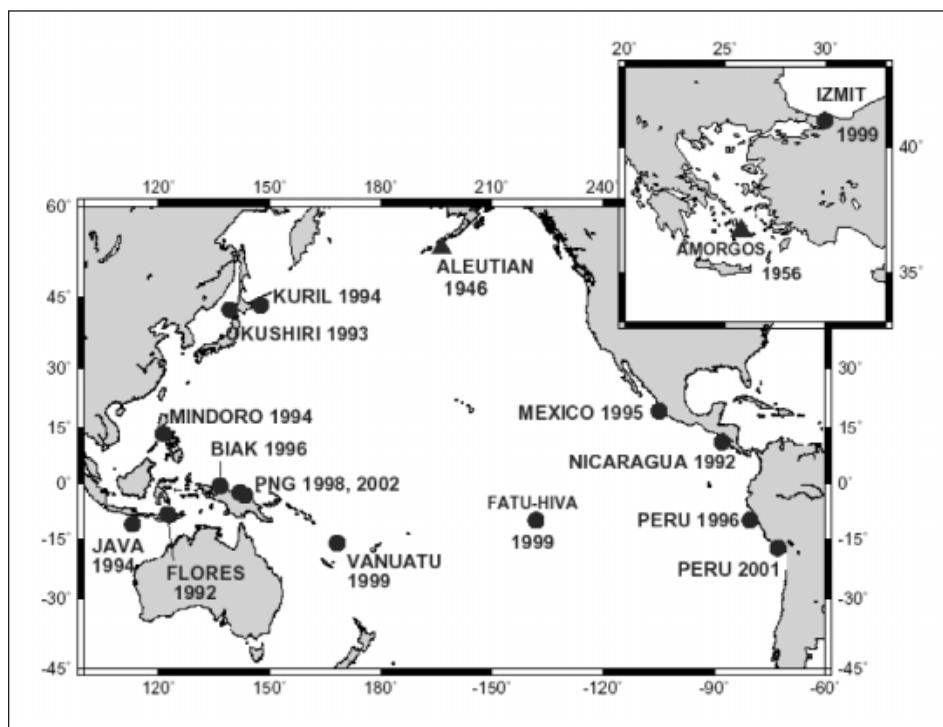 20° 25° 30°
IZMIT
1999
40°
AMORGOS
1956
35°
120° 150° 180° 210° 240°
60°
ALEUTIAN
1946
KURIL 1994
45°
OKUSHIRI 1993
30° 30°
MEXICO 1995
MINDORO 1994
15° 15°
BIAK 1996
NICARAGUA 1992
0° 0°
PNG 1998, 2002
FATU-HIVA
1999
PERU 1996
-15° -15°
JAVA
1994
VANUATU
1999
FLORES
1992
PERU 2001
-30° -30°
-45° -45°
120° 150° 180° -150° -120° -90° -60°